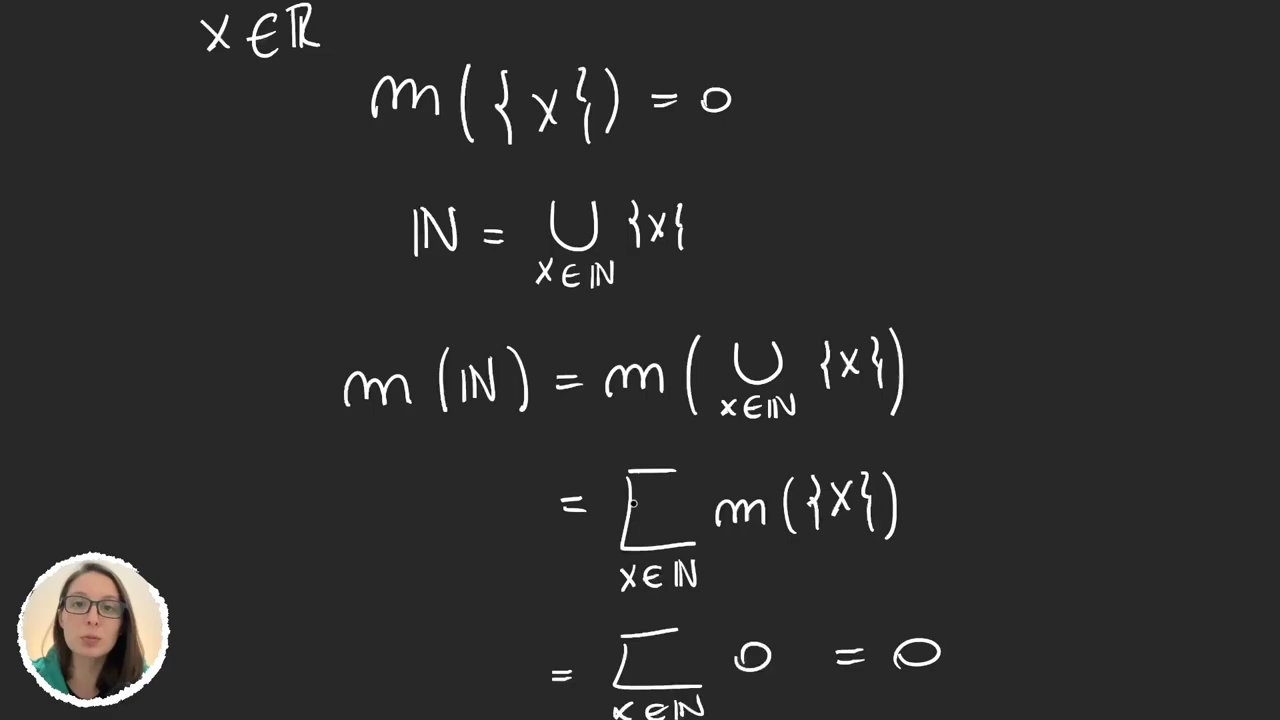 x ∈ ℝ
m({x}) = 0
ℕ = ⋃_{x∈ℕ} {x}
m(ℕ) = m(⋃_{x∈ℕ} {x})
= ∑_{x∈ℕ} m({x})
= ∑_{x∈ℕ} 0 = 0